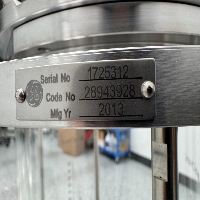 Serial No 1725312
Code No 28943928
Mfg Yr 2013